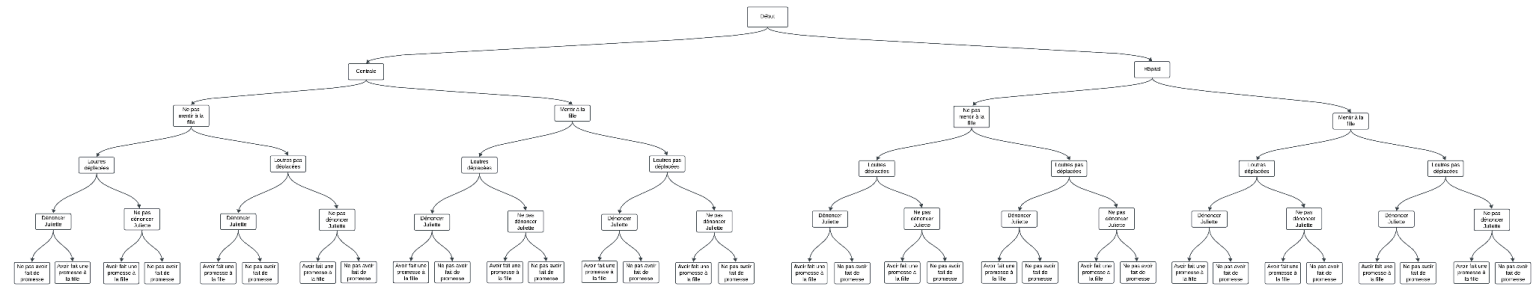 Début
Centrale
Hôpital
Ne pas
mentir à la
fille
Mentir à la
fille
Ne pas
mentir à la
fille
Mentir à la
fille
Loutres
déplacées
Loutres pas
déplacées
Loutres
déplacées
Loutres pas
déplacées
Loutres
déplacées
Loutres pas
déplacées
Loutres
déplacées
Loutres pas
déplacées
Dénoncer
Juliette
Ne pas
dénoncer
Juliette
Dénoncer
Juliette
Ne pas
dénoncer
Juliette
Dénoncer
Juliette
Ne pas
dénoncer
Juliette
Dénoncer
Juliette
Ne pas
dénoncer
Juliette
Dénoncer
Juliette
Ne pas
dénoncer
Juliette
Dénoncer
Juliette
Ne pas
dénoncer
Juliette
Dénoncer
Juliette
Ne pas
dénoncer
Juliette
Dénoncer
Juliette
Ne pas
dénoncer
Juliette
Ne pas avoir
fait de
promesse
Avoir fait une
promesse à
la fille
Avoir fait une
promesse à
la fille
Ne pas avoir
fait de
promesse
Avoir fait une
promesse à
la fille
Ne pas avoir
fait de
promesse
Avoir fait une
promesse à
la fille
Ne pas avoir
fait de
promesse
Avoir fait une
promesse à
la fille
Ne pas avoir
fait de
promesse
Avoir fait une
promesse à
la fille
Ne pas avoir
fait de
promesse
Avoir fait une
promesse à
la fille
Ne pas avoir
fait de
promesse
Avoir fait une
promesse à
la fille
Ne pas avoir
fait de
promesse
Avoir fait une
promesse à
la fille
Ne pas avoir
fait de
promesse
Avoir fait une
promesse à
la fille
Ne pas avoir
fait de
promesse
Avoir fait une
promesse à
la fille
Ne pas avoir
fait de
promesse
Avoir fait une
promesse à
la fille
Ne pas avoir
fait de
promesse
Avoir fait une
promesse à
la fille
Ne pas avoir
fait de
promesse
Avoir fait une
promesse à
la fille
Ne pas avoir
fait de
promesse
Avoir fait une
promesse à
la fille
Ne pas avoir
fait de
promesse
Avoir fait une
promesse à
la fille
Ne pas avoir
fait de
promesse